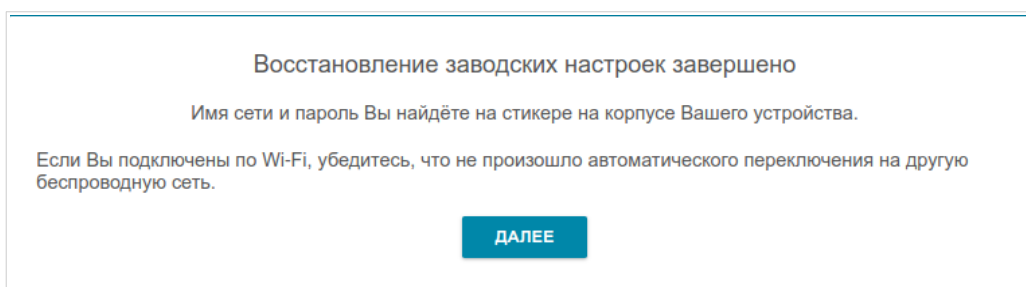 Восстановление заводских настроек завершено
Имя сети и пароль Вы найдёте на стикере на корпусе Вашего устройства.
Если Вы подключены по Wi-Fi, убедитесь, что не произошло автоматического переключения на другую
беспроводную сеть.
ДАЛЕЕ